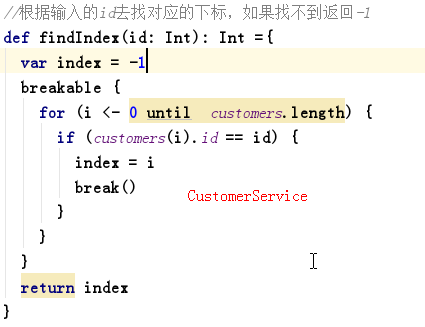 //根据输入的id去找对应的下标，如果找不到返回-1
def findIndex(id: Int): Int ={
  var index = -1
  breakable {
    for (i <- 0 until  customers.length) {
      if (customers(i).id == id) {
        index = i
        break()
CustomerService
      }
    }
  }
  return index
}